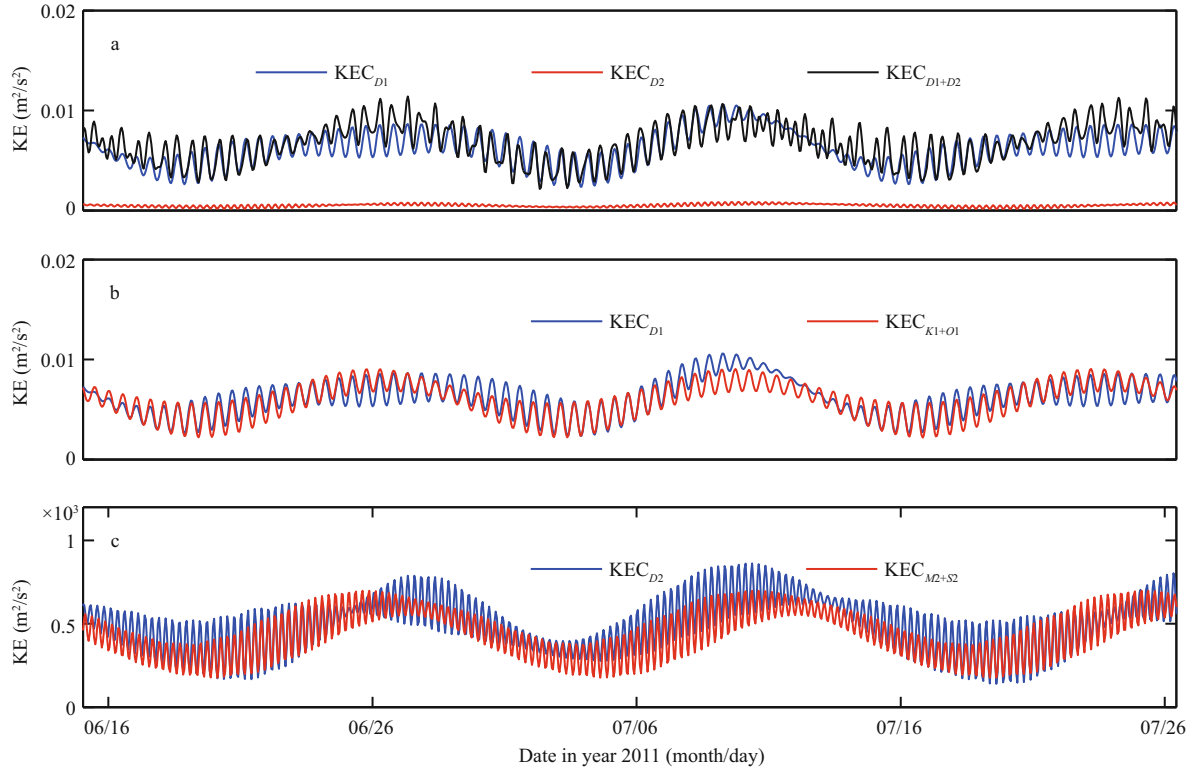 0.02
a
KEC_D1 KEC_D2 KEC_D1+D2
0.01
KE (m²/s²)
0
0.02
b
KEC_D1 KEC_K1+O1
0.01
KE (m²/s²)
0
×10³
1
c
KEC_D2 KEC_M2+S2
0.5
KE (m²/s²)
0
06/16 06/26 07/06 07/16 07/26
Date in year 2011 (month/day)